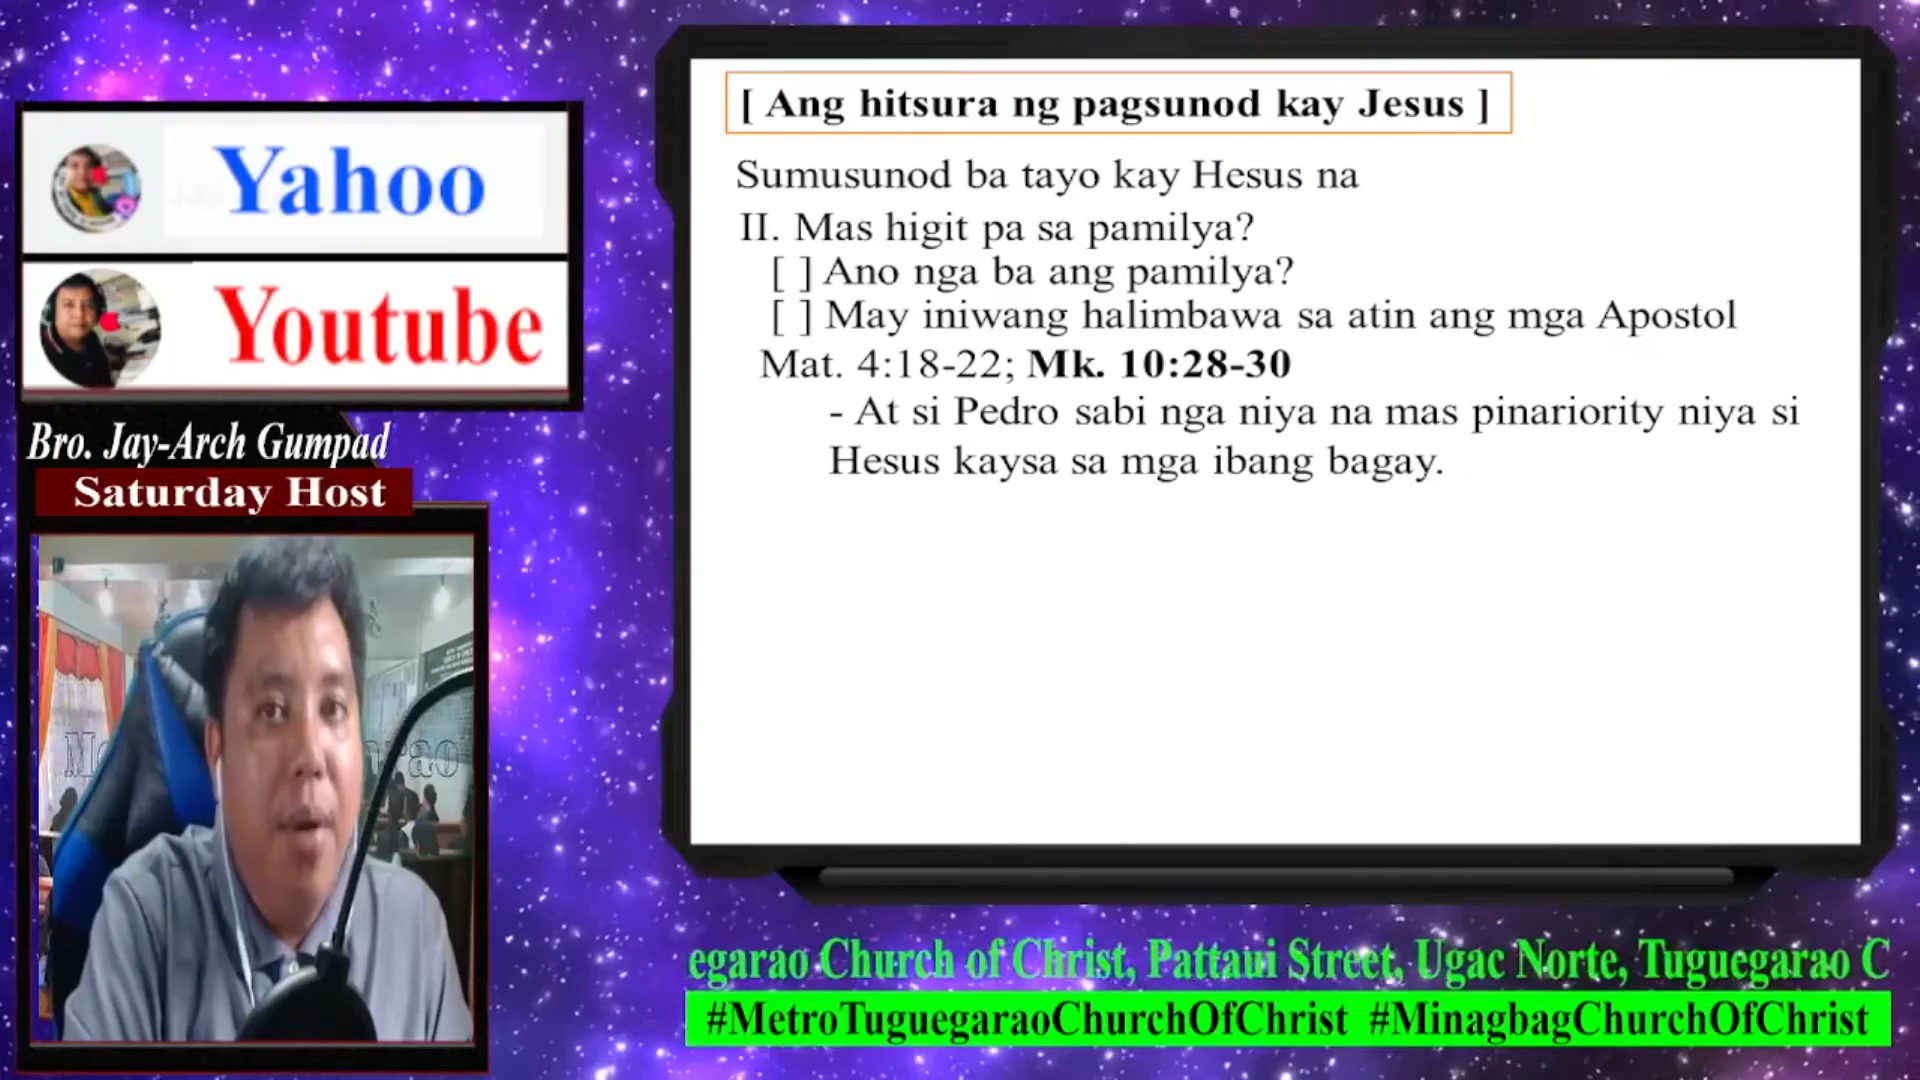 Yahoo
Youtube
Bro. Jay-Arch Gumpad
Saturday Host
[ Ang hitsura ng pagsunod kay Jesus ]
Sumusunod ba tayo kay Hesus na
II. Mas higit pa sa pamilya?
[ ] Ano nga ba ang pamilya?
[ ] May iniwang halimbawa sa atin ang mga Apostol
Mat. 4:18-22; Mk. 10:28-30
- At si Pedro sabi nga niya na mas pinariority niya si
Hesus kaysa sa mga ibang bagay.
egarao Church of Christ, Pattaui Street, Ugac Norte, Tuguegarao C
#MetroTuguegaraoChurchOfChrist #MinagbagChurchOfChrist